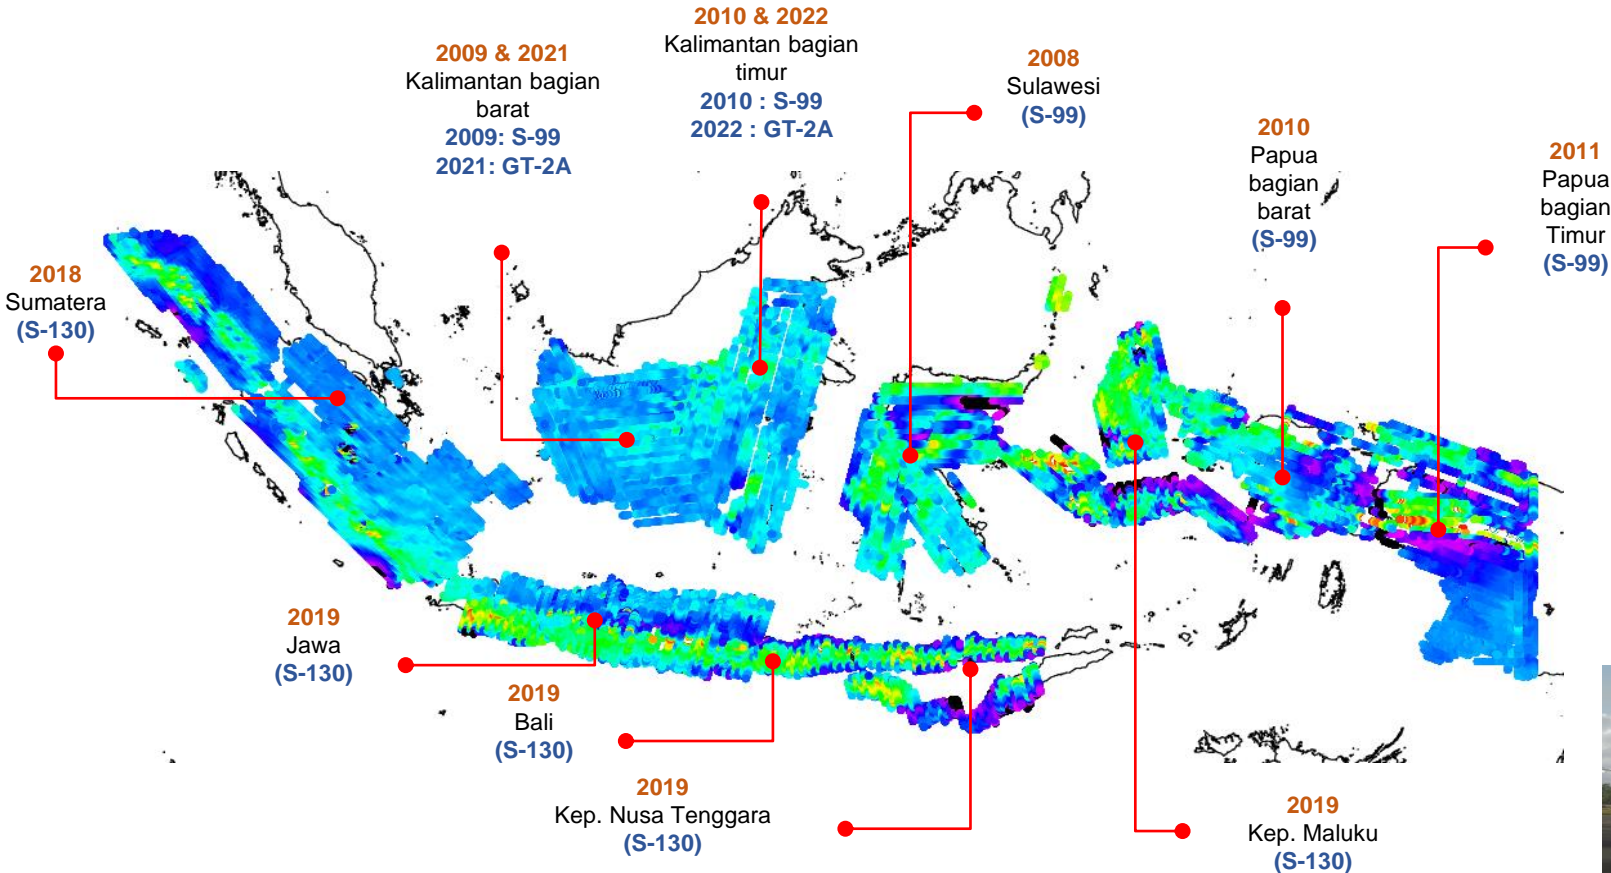 2010 & 2022
Kalimantan bagian
timur
2010 : S-99
2022 : GT-2A
2009 & 2021
Kalimantan bagian
barat
2009: S-99
2021: GT-2A
2008
Sulawesi
(S-99)
2010
Papua
bagian
barat
(S-99)
2011
Papua
bagian
Timur
(S-99)
2018
Sumatera
(S-130)
2019
Jawa
(S-130)
2019
Bali
(S-130)
2019
Kep. Nusa Tenggara
(S-130)
2019
Kep. Maluku
(S-130)